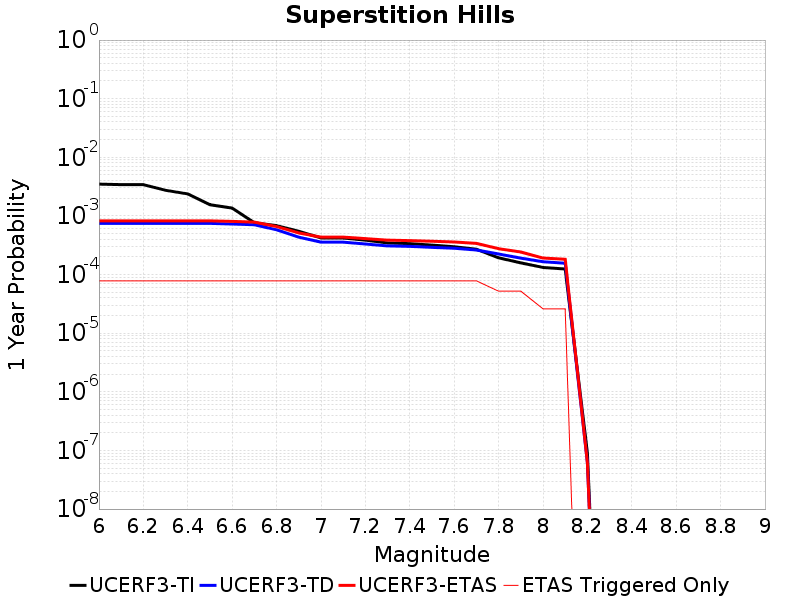 Superstition Hills
10^0
10^-1
10^-2
10^-3
10^-4
10^-5
10^-6
10^-7
10^-8
1 Year Probability
6 6.2 6.4 6.6 6.8 7 7.2 7.4 7.6 7.8 8 8.2 8.4 8.6 8.8 9
Magnitude
UCERF3-TI UCERF3-TD UCERF3-ETAS ETAS Triggered Only